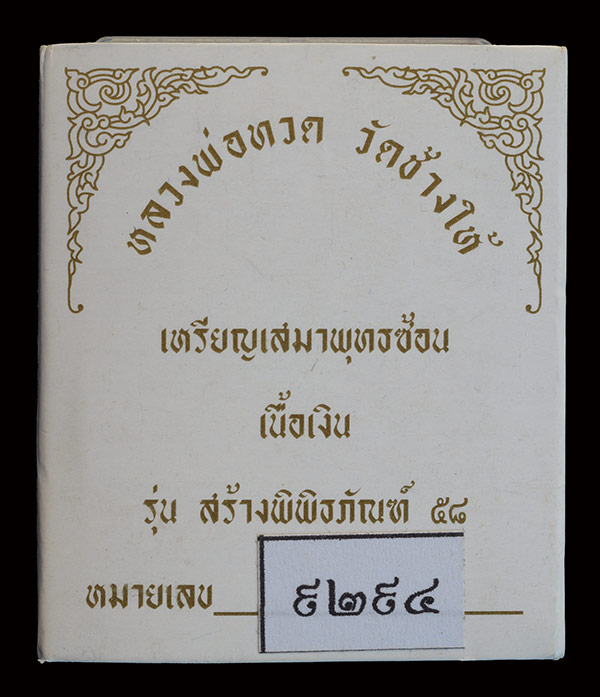 หลวงพ่อทวด วัดช้างให้
เหรียญเสมาพุทธซ้อน
เนื้อเงิน
รุ่น สร้างพิพิธภัณฑ์ ๕๘
หมายเลข ๙๒๙๔